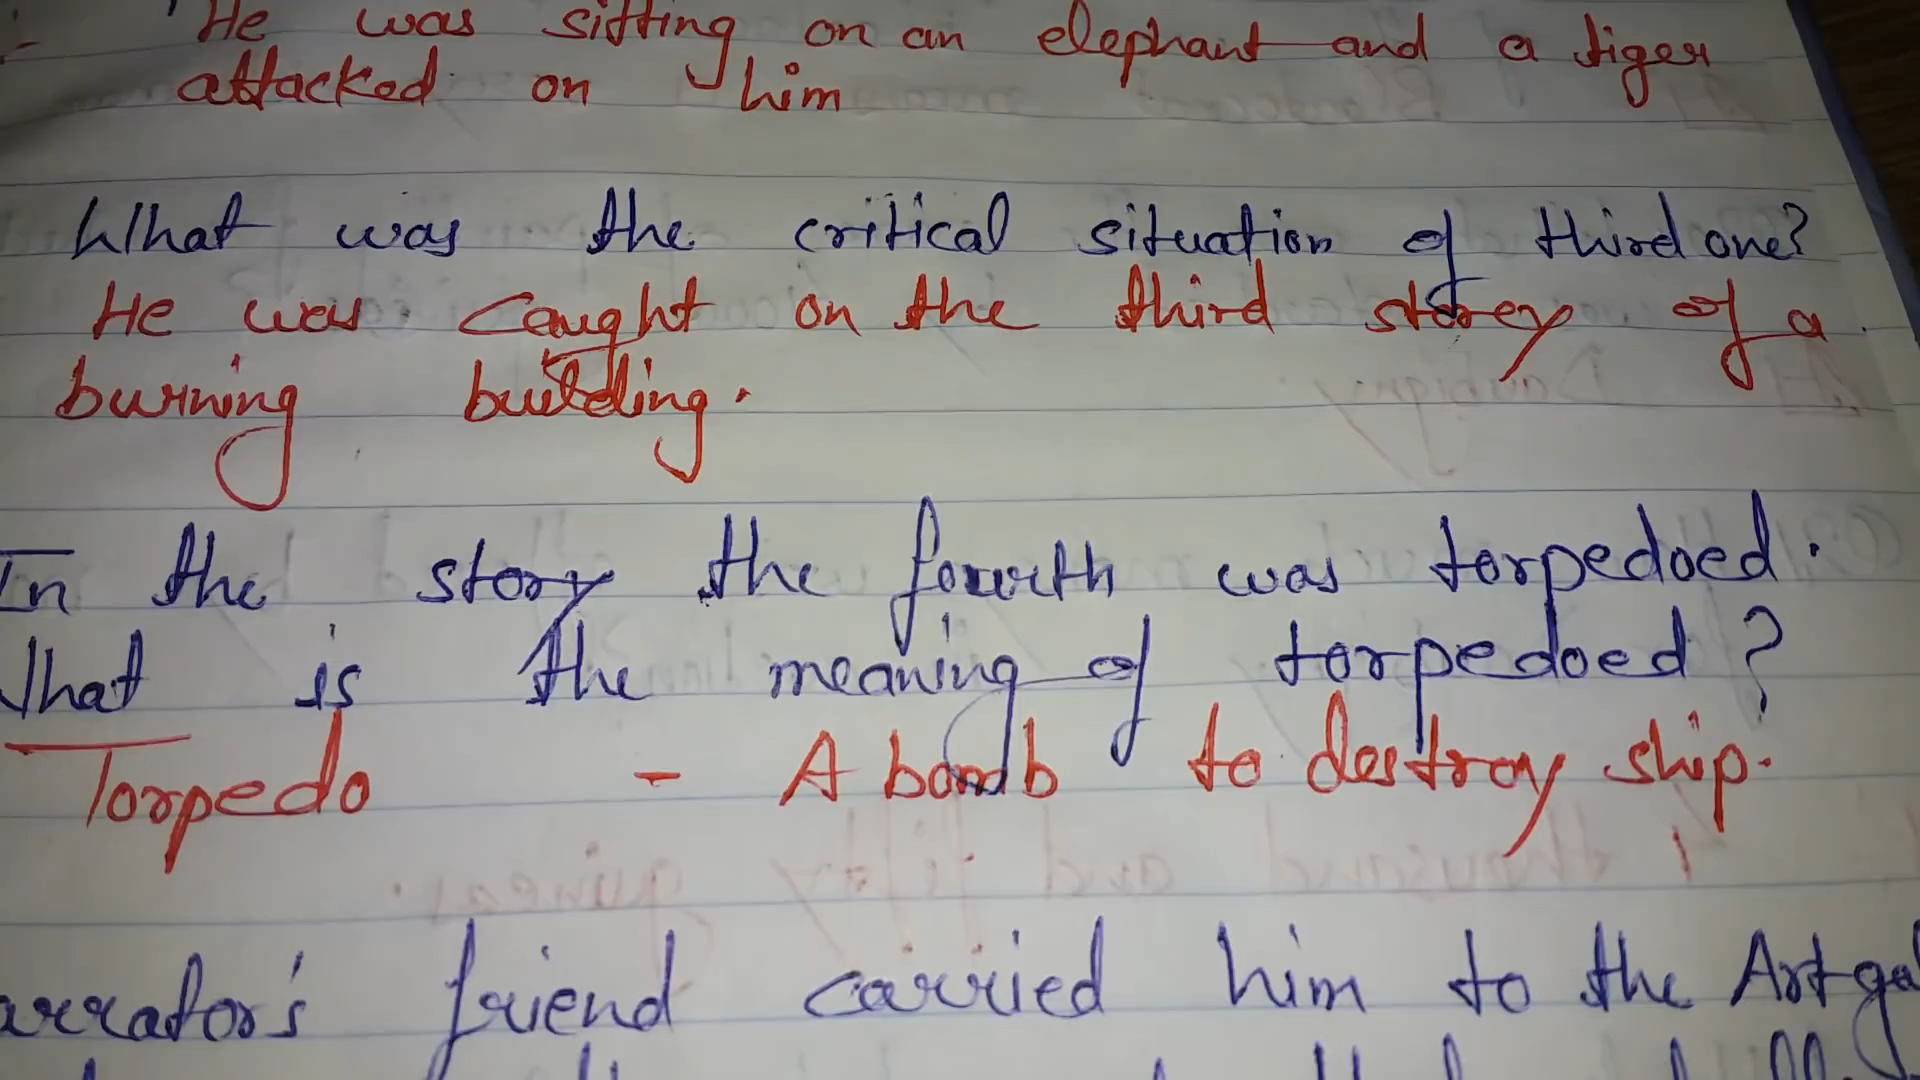 He was sitting on an elephant and a tiger
attacked on him
What was the critical situation of third one?
He was caught on the third storey of a
burning building.
In the story the fourth was torpedoed.
What is the meaning of torpedoed?
Torpedo - A bomb to destroy ship.
arrator's friend carried him to the Art gal